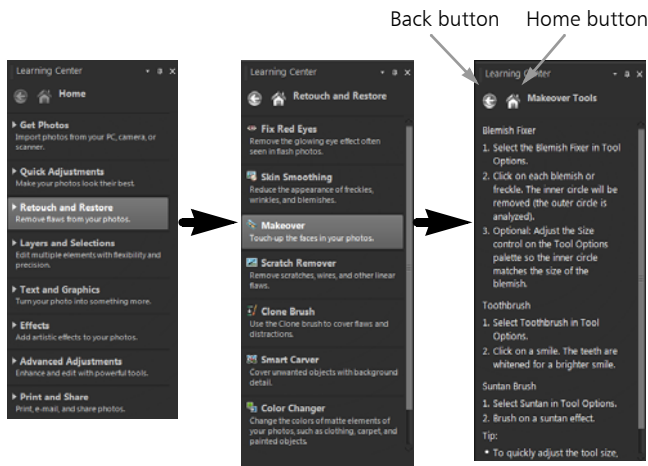 Back button
Home button
Learning Center
Home
Get Photos
Import photos from your PC, camera, or
scanner.
Quick Adjustments
Make your photos look their best.
Retouch and Restore
Remove flaws from your photos.
Layers and Selections
Edit multiple elements with flexibility and
precision.
Text and Graphics
Turn your photo into something more.
Effects
Add artistic effects to your photos.
Advanced Adjustments
Enhance and edit with powerful tools.
Print and Share
Print, e-mail, and share photos.
Learning Center
Retouch and Restore
Fix Red Eyes
Remove the glowing eye effect often
seen in flash photos.
Skin Smoothing
Reduce the appearance of freckles,
wrinkles, and blemishes.
Makeover
Touch-up the faces in your photos.
Scratch Remover
Remove scratches, wires, and other linear
flaws.
Clone Brush
Use the Clone brush to cover flaws and
distractions.
Smart Carver
Cover unwanted objects with background
detail.
Color Changer
Change the colors of matte elements of
your photos, such as clothing, carpet, and
painted objects.
Learning Center
Makeover Tools
Blemish Fixer
1. Select the Blemish Fixer in Tool
Options.
2. Click on each blemish or
freckle. The inner circle will be
removed (the outer circle is
analyzed).
3. Optional: Adjust the Size
control on the Tool Options
palette so the inner circle
matches the size of the
blemish.
Toothbrush
1. Select Toothbrush in Tool
Options.
2. Click on a smile. The teeth are
whitened for a brighter smile.
Suntan Brush
1. Select Suntan in Tool Options.
2. Brush on a suntan effect.
Tip:
• To quickly adjust the tool size,